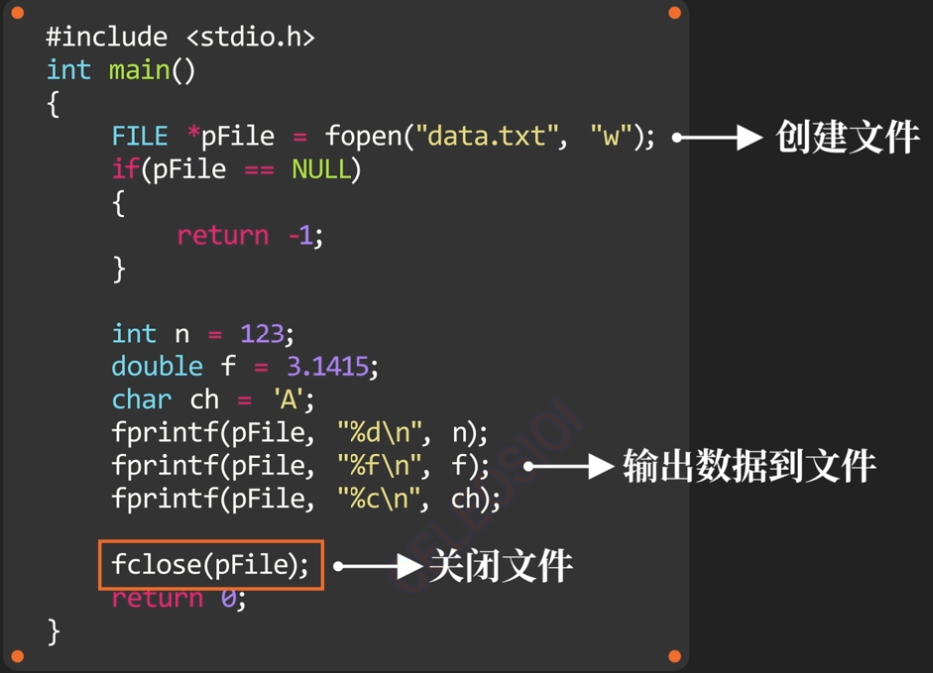 #include <stdio.h>
int main()
{
FILE *pFile = fopen("data.txt", "w"); 创建文件
if(pFile == NULL)
{
return -1;
}
int n = 123;
double f = 3.1415;
char ch = 'A';
fprintf(pFile, "%d\n", n);
fprintf(pFile, "%f\n", f); 输出数据到文件
fprintf(pFile, "%c\n", ch);
fclose(pFile); 关闭文件
return 0;
}